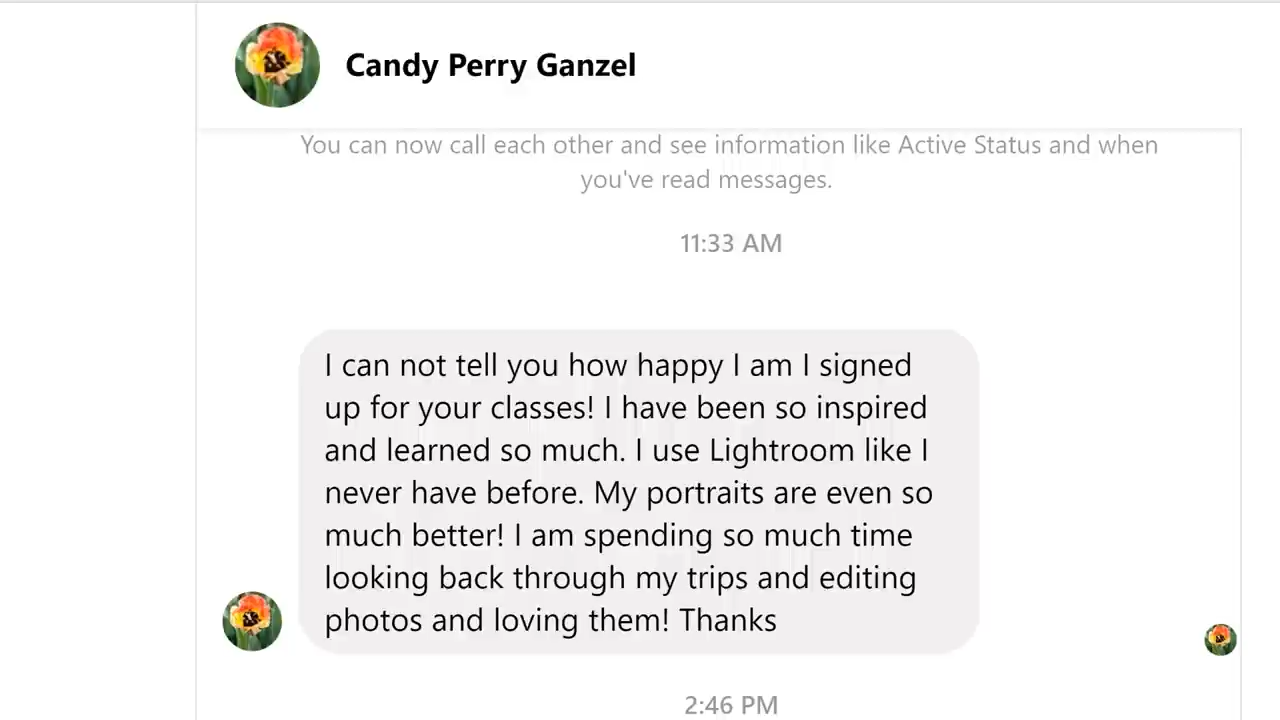 Candy Perry Ganzel
You can now call each other and see information like Active Status and when
you've read messages.
11:33 AM
I can not tell you how happy I am I signed
up for your classes! I have been so inspired
and learned so much. I use Lightroom like I
never have before. My portraits are even so
much better! I am spending so much time
looking back through my trips and editing
photos and loving them! Thanks
2:46 PM